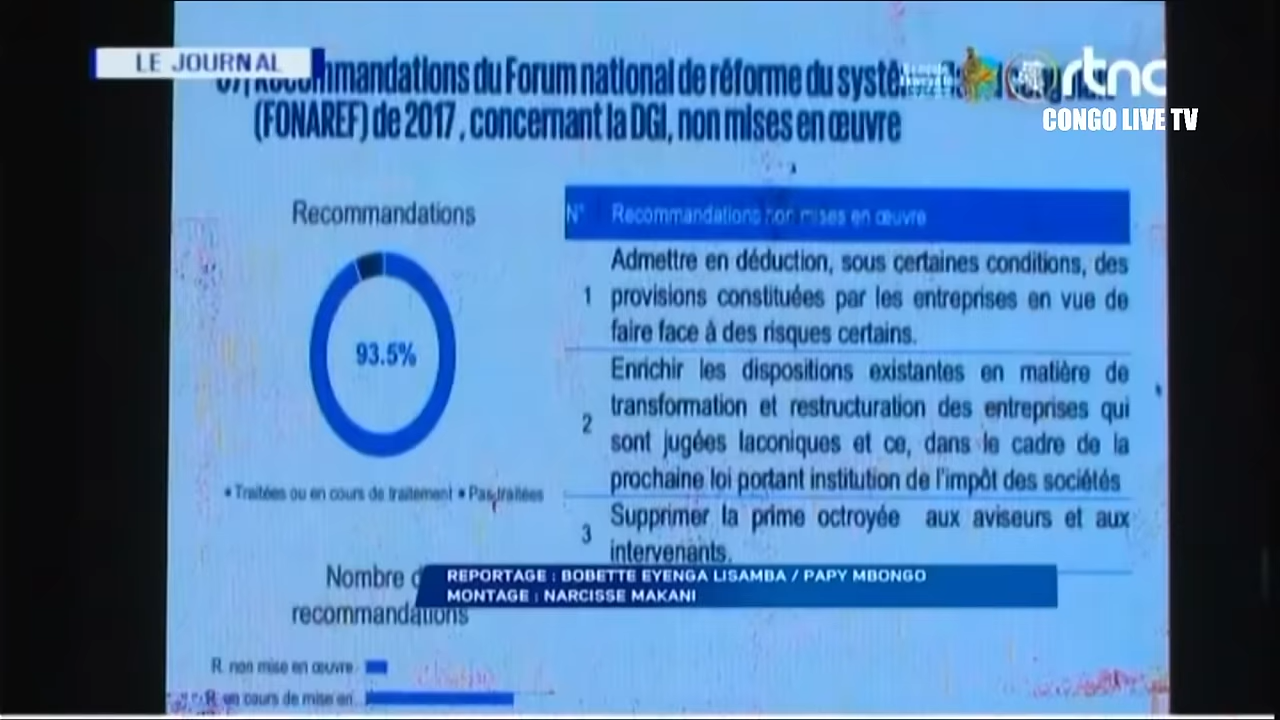 LE JOURNAL
rtnc
CONGO LIVE TV
Recommandations du Forum national de réforme du
(FONAREF) de 2017, concernant la DGI, non mises en œuvre
Recommandations
93.5%
• Traitées ou en cours de traitement • Pas traitées
Nombre
recommandations
R. non mise en œuvre
R. en cours de mise en
N° Recommandations non mises en œuvre
1 Admettre en déduction, sous certaines conditions, des
provisions constituées par les entreprises en vue de
faire face à des risques certains.
2 Enrichir les dispositions existantes en matière de
transformation et restructuration des entreprises qui
sont jugées laconiques et ce, dans le cadre de la
prochaine loi portant institution de l'impôt des sociétés
3 Supprimer la prime octroyée aux aviseurs et aux
intervenants.
REPORTAGE : BOBETTE EYENGA LISAMBA / PAPY MBONGO
MONTAGE : NARCISSE MAKANI